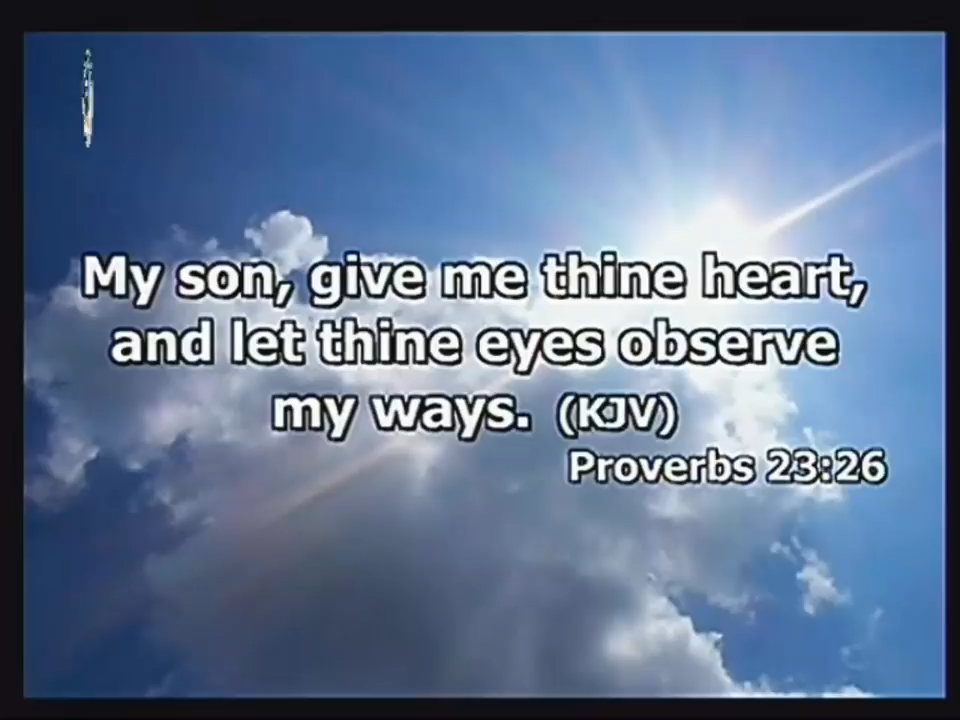 My son, give me thine heart,
and let thine eyes observe
my ways. (KJV)
Proverbs 23:26